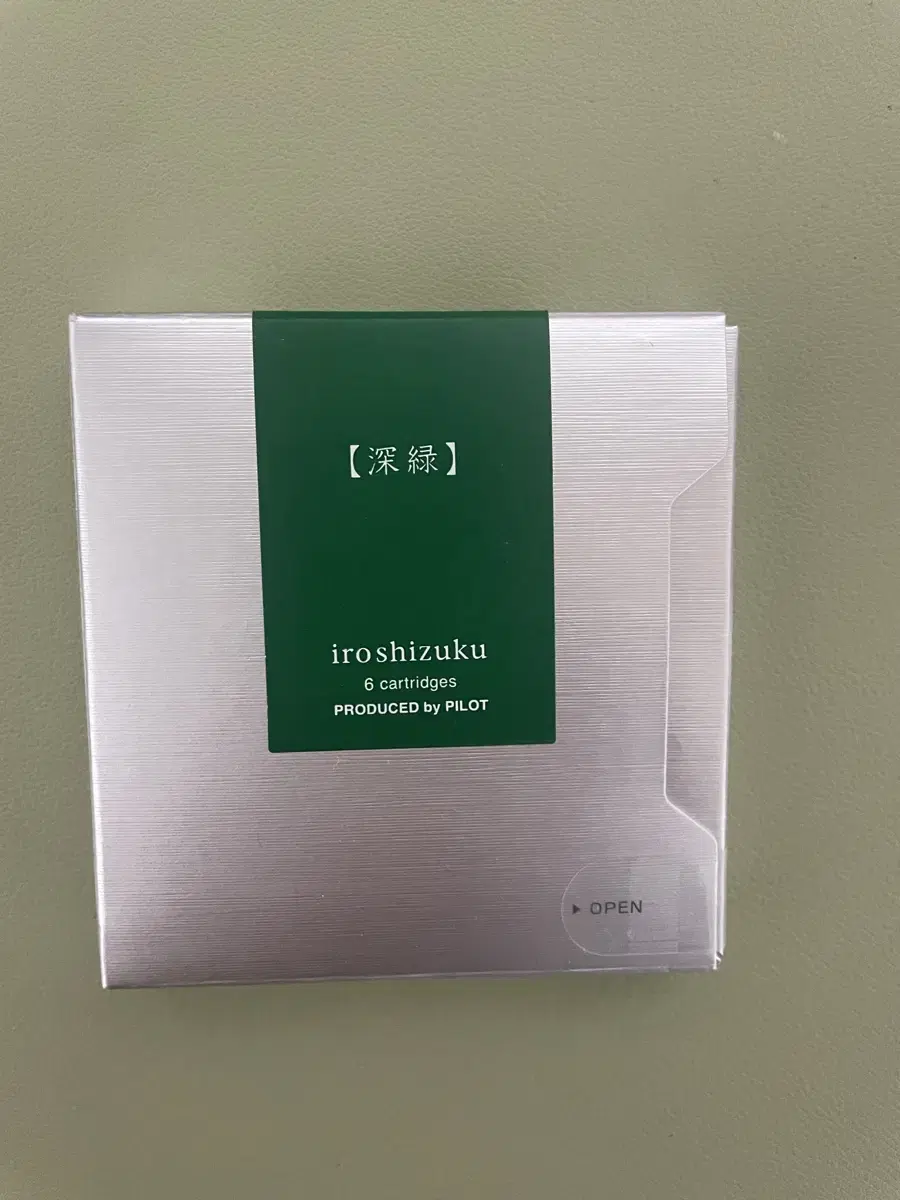 【深緑】
iroshizuku
6 cartridges
PRODUCED by PILOT
▶ OPEN